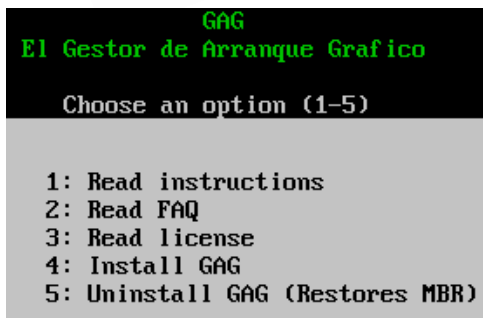 GAG
El Gestor de Arranque Grafico
Choose an option (1-5)
1: Read instructions
2: Read FAQ
3: Read license
4: Install GAG
5: Uninstall GAG (Restores MBR)